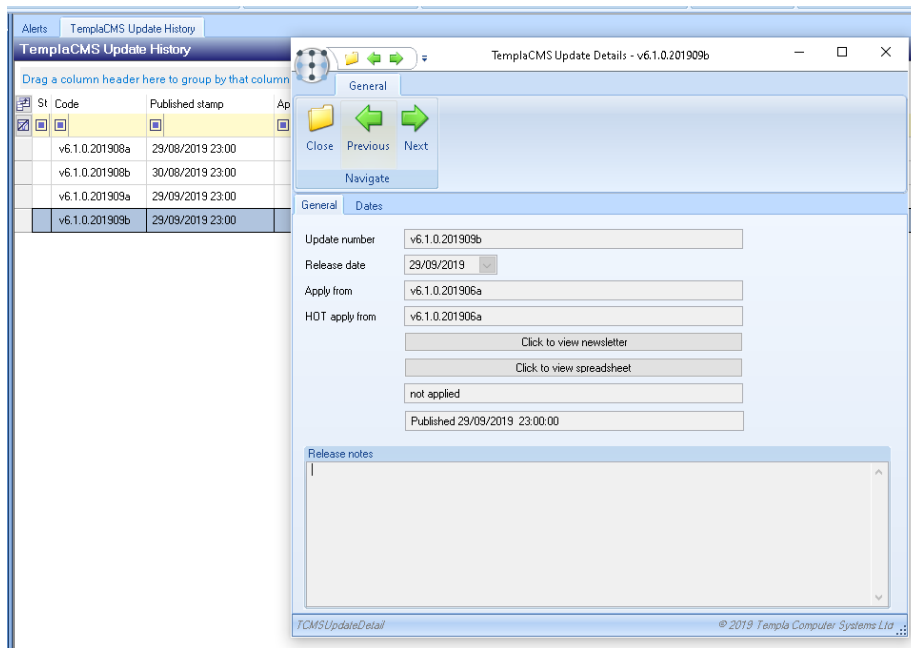 Alerts
TemplaCMS Update History
TemplaCMS Update History
Drag a column header here to group by that column
St Code Published stamp Ap
v6.1.0.201908a 29/08/2019 23:00
v6.1.0.201908b 30/08/2019 23:00
v6.1.0.201909a 29/09/2019 23:00
v6.1.0.201909b 29/09/2019 23:00
TemplaCMS Update Details - v6.1.0.201909b
General
Close Previous Next
Navigate
General Dates
Update number v6.1.0.201909b
Release date 29/09/2019
Apply from v6.1.0.201906a
HOT apply from v6.1.0.201906a
Click to view newsletter
Click to view spreadsheet
not applied
Published 29/09/2019 23:00:00
Release notes
TCMSUpdateDetail © 2019 Templa Computer Systems Ltd